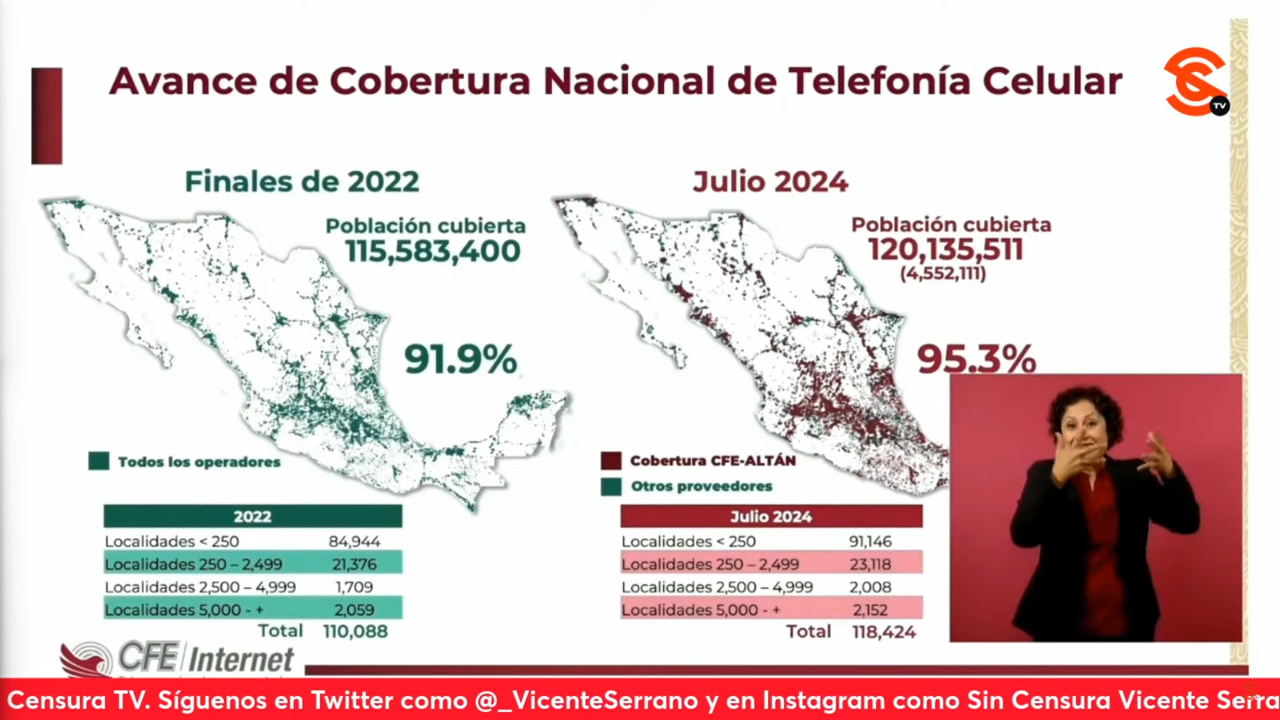 Avance de Cobertura Nacional de Telefonía Celular
TV
Finales de 2022
Población cubierta
115,583,400
91.9%
Todos los operadores
2022
Localidades < 250 84,944
Localidades 250 – 2,499 21,376
Localidades 2,500 – 4,999 1,709
Localidades 5,000 - + 2,059
Total 110,088
Julio 2024
Población cubierta
120,135,511
(4,552,111)
95.3%
Cobertura CFE-ALTÁN
Otros proveedores
Julio 2024
Localidades < 250 91,146
Localidades 250 – 2,499 23,118
Localidades 2,500 – 4,999 2,008
Localidades 5,000 - + 2,152
Total 118,424
CFE Internet
Censura TV. Síguenos en Twitter como @_VicenteSerrano y en Instagram como Sin Censura Vicente Serra